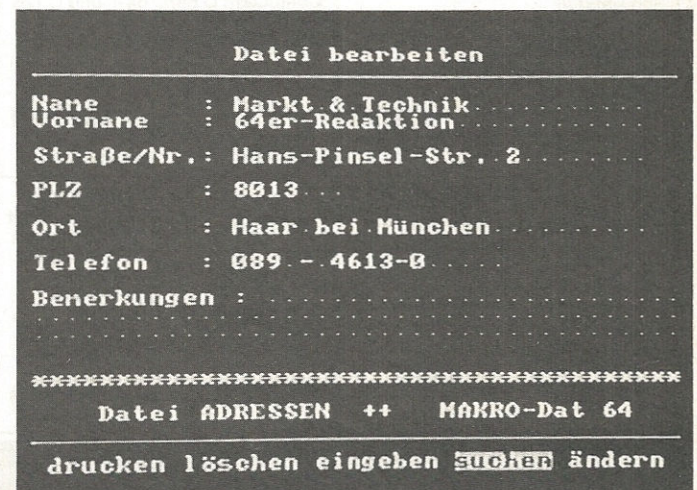 Datei bearbeiten
Name : Markt & Technik
Vorname : 64er-Redaktion
Straße/Nr.: Hans-Pinsel-Str. 2
PLZ : 8013
Ort : Haar bei München
Telefon : 089 - 4613-0
Bemerkungen :
****************************************
Datei ADRESSEN ++ MAKRO-Dat 64
drucken löschen eingeben suchen ändern